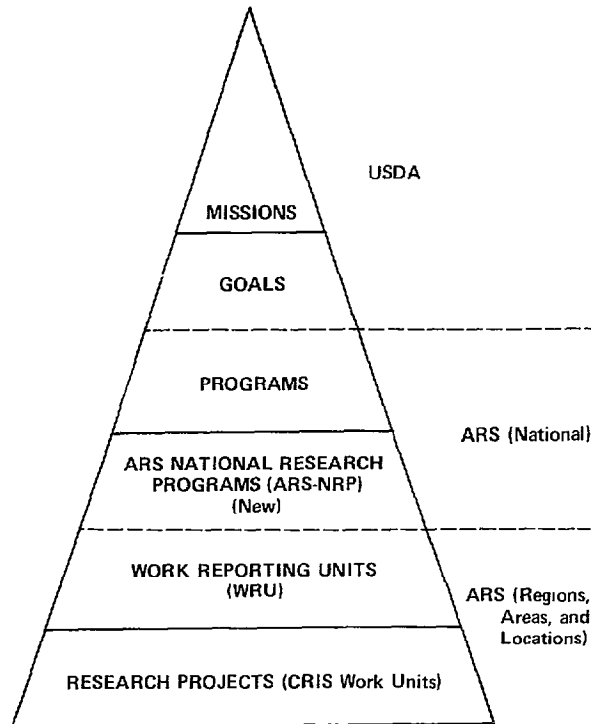 USDA
MISSIONS
GOALS
PROGRAMS
ARS (National)
ARS NATIONAL RESEARCH
PROGRAMS (ARS-NRP)
(New)
WORK REPORTING UNITS
(WRU)
ARS (Regions,
Areas, and
Locations)
RESEARCH PROJECTS (CRIS Work Units)